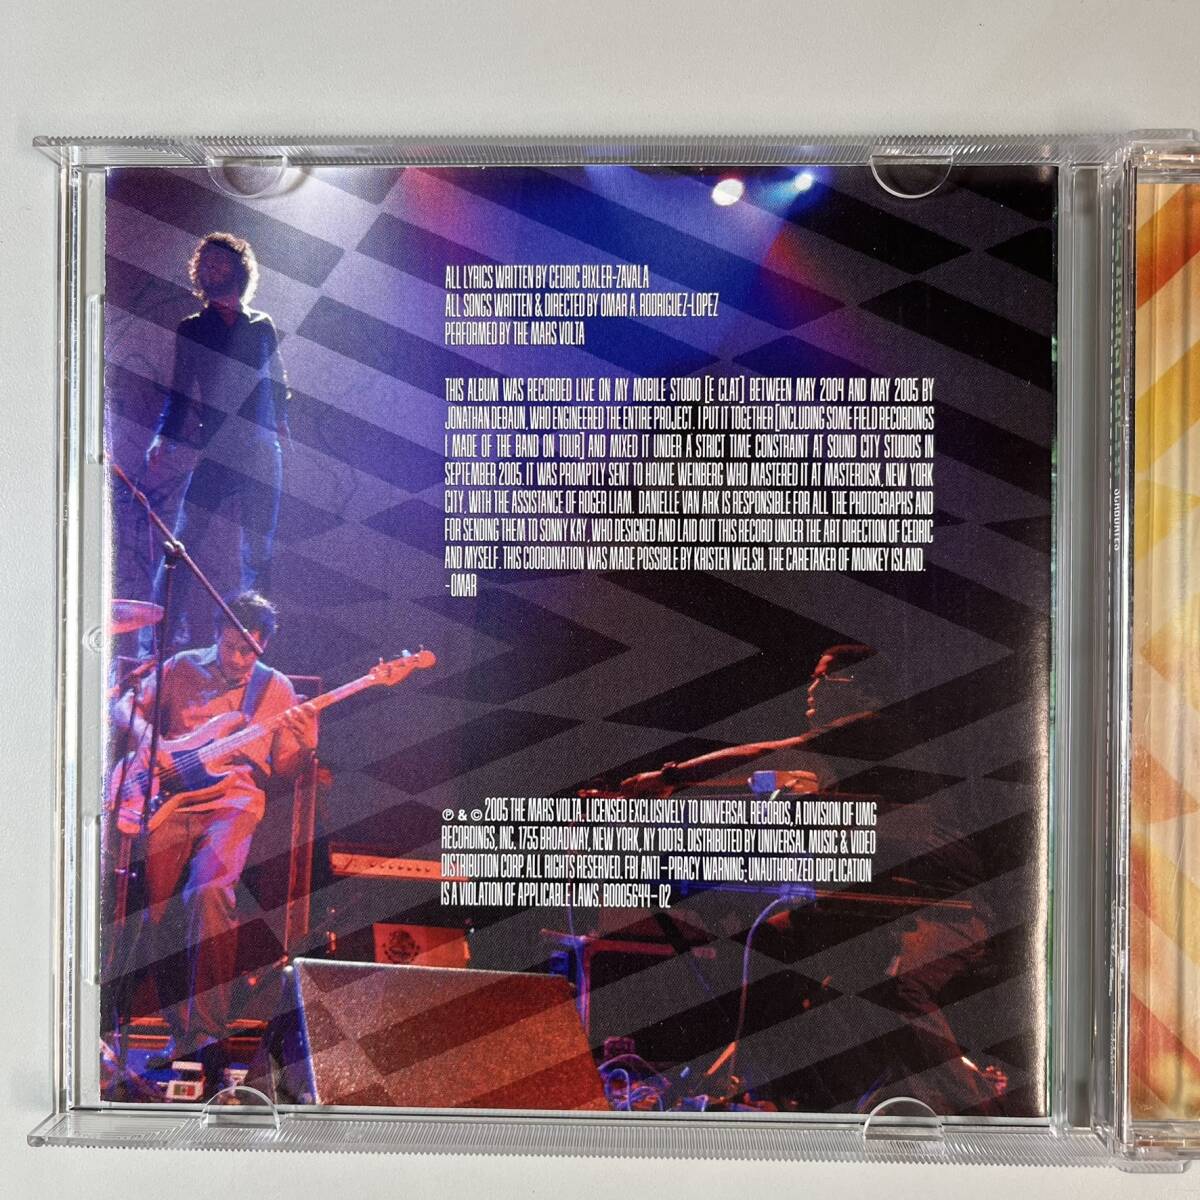 ALL LYRICS WRITTEN BY CEDRIC BIXLER-ZAVALA
ALL SONGS WRITTEN & DIRECTED BY OMAR A. RODRIGUEZ-LOPEZ
PERFORMED BY THE MARS VOLTA
THIS ALBUM WAS RECORDED LIVE ON MY MOBILE STUDIO [E CLAT] BETWEEN MAY 2004 AND MAY 2005 BY
JONATHAN DEBAUN, WHO ENGINEERED THE ENTIRE PROJECT. I PUT IT TOGETHER [INCLUDING SOME FIELD RECORDINGS
I MADE OF THE BAND ON TOUR] AND MIXED IT UNDER A STRICT TIME CONSTRAINT AT SOUND CITY STUDIOS IN
SEPTEMBER 2005. IT WAS PROMPTLY SENT TO HOWIE WEINBERG WHO MASTERED IT AT MASTERDISK, NEW YORK
CITY, WITH THE ASSISTANCE OF ROGER LIAM. DANIELLE VAN ARK IS RESPONSIBLE FOR ALL THE PHOTOGRAPHS AND
FOR SENDING THEM TO SONNY KAY, WHO DESIGNED AND LAID OUT THIS RECORD UNDER THE ART DIRECTION OF CEDRIC
AND MYSELF. THIS COORDINATION WAS MADE POSSIBLE BY KRISTEN WELSH, THE CARETAKER OF MONKEY ISLAND.
-OMAR
℗ & © 2005 THE MARS VOLTA. LICENSED EXCLUSIVELY TO UNIVERSAL RECORDS, A DIVISION OF UMG
RECORDINGS, INC. 1755 BROADWAY, NEW YORK, NY 10019. DISTRIBUTED BY UNIVERSAL MUSIC & VIDEO
DISTRIBUTION CORP. ALL RIGHTS RESERVED. FBI ANTI-PIRACY WARNING; UNAUTHORIZED DUPLICATION
IS A VIOLATION OF APPLICABLE LAWS. B0005644-02
SCABDATES